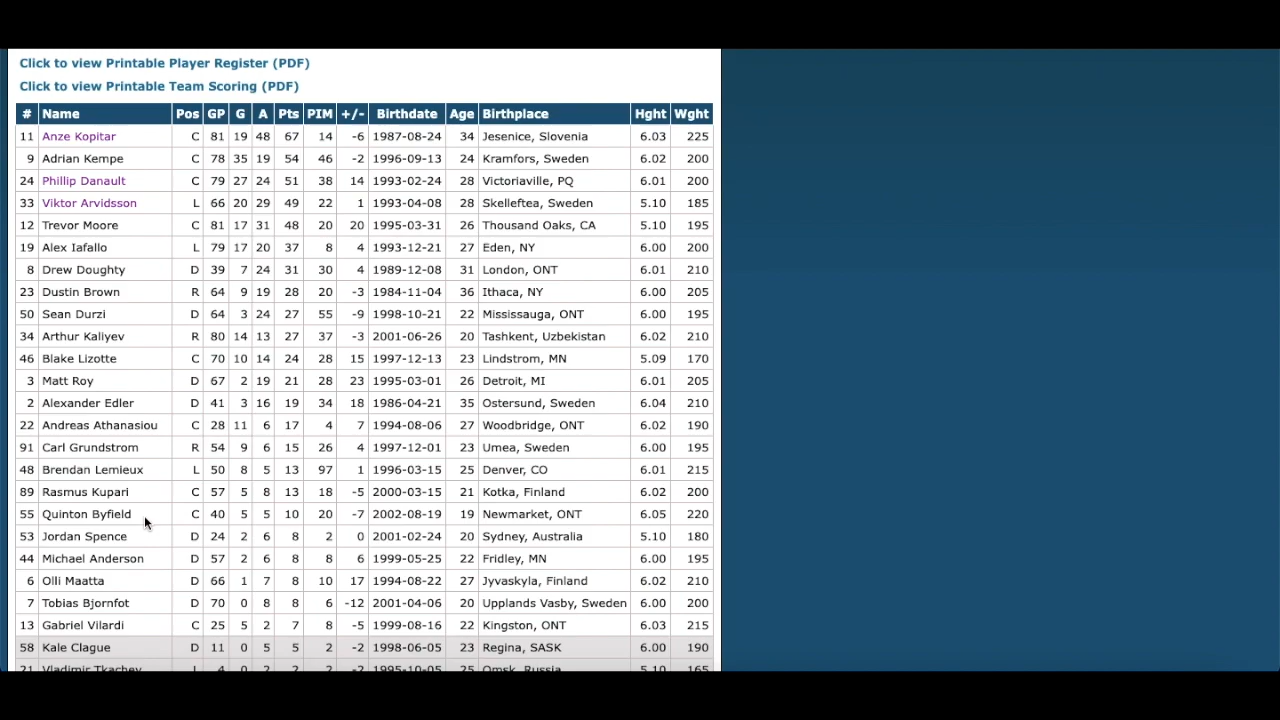 Click to view Printable Player Register (PDF)
Click to view Printable Team Scoring (PDF)
# Name Pos GP G A Pts PIM +/- Birthdate Age Birthplace Hght Wght
11 Anze Kopitar C 81 19 48 67 14 -6 1987-08-24 34 Jesenice, Slovenia 6.03 225
9 Adrian Kempe C 78 35 19 54 46 -2 1996-09-13 24 Kramfors, Sweden 6.02 200
24 Phillip Danault C 79 27 24 51 38 14 1993-02-24 28 Victoriaville, PQ 6.01 200
33 Viktor Arvidsson L 66 20 29 49 22 1 1993-04-08 28 Skelleftea, Sweden 5.10 185
12 Trevor Moore C 81 17 31 48 20 20 1995-03-31 26 Thousand Oaks, CA 5.10 195
19 Alex Iafallo L 79 17 20 37 8 4 1993-12-21 27 Eden, NY 6.00 200
8 Drew Doughty D 39 7 24 31 30 4 1989-12-08 31 London, ONT 6.01 210
23 Dustin Brown R 64 9 19 28 20 -3 1984-11-04 36 Ithaca, NY 6.00 205
50 Sean Durzi D 64 3 24 27 55 -9 1998-10-21 22 Mississauga, ONT 6.00 195
34 Arthur Kaliyev R 80 14 13 27 37 -3 2001-06-26 20 Tashkent, Uzbekistan 6.02 210
46 Blake Lizotte C 70 10 14 24 28 15 1997-12-13 23 Lindstrom, MN 5.09 170
3 Matt Roy D 67 2 19 21 28 23 1995-03-01 26 Detroit, MI 6.01 205
2 Alexander Edler D 41 3 16 19 34 18 1986-04-21 35 Ostersund, Sweden 6.04 210
22 Andreas Athanasiou C 28 11 6 17 4 7 1994-08-06 27 Woodbridge, ONT 6.02 190
91 Carl Grundstrom R 54 9 6 15 26 4 1997-12-01 23 Umea, Sweden 6.00 195
48 Brendan Lemieux L 50 8 5 13 97 1 1996-03-15 25 Denver, CO 6.01 215
89 Rasmus Kupari C 57 5 8 13 18 -5 2000-03-15 21 Kotka, Finland 6.02 200
55 Quinton Byfield C 40 5 5 10 20 -7 2002-08-19 19 Newmarket, ONT 6.05 220
53 Jordan Spence D 24 2 6 8 2 0 2001-02-24 20 Sydney, Australia 5.10 180
44 Michael Anderson D 57 2 6 8 8 6 1999-05-25 22 Fridley, MN 6.00 195
6 Olli Maatta D 66 1 7 8 10 17 1994-08-22 27 Jyvaskyla, Finland 6.02 210
7 Tobias Bjornfot D 70 0 8 8 6 -12 2001-04-06 20 Upplands Vasby, Sweden 6.00 200
13 Gabriel Vilardi C 25 5 2 7 8 -5 1999-08-16 22 Kingston, ONT 6.03 215
58 Kale Clague D 11 0 5 5 2 -2 1998-06-05 23 Regina, SASK 6.00 190
21 Vladimir Tkachev L 4 0 2 2 2 -2 1995-10-05 25 Omsk, Russia 5.10 165